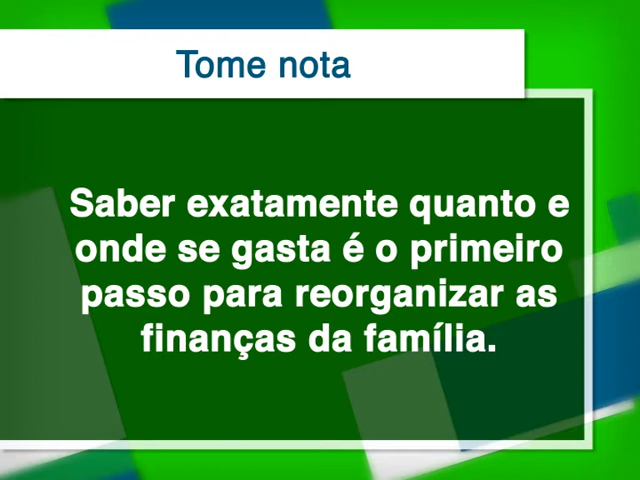 Tome nota
Saber exatamente quanto e
onde se gasta é o primeiro
passo para reorganizar as
finanças da família.